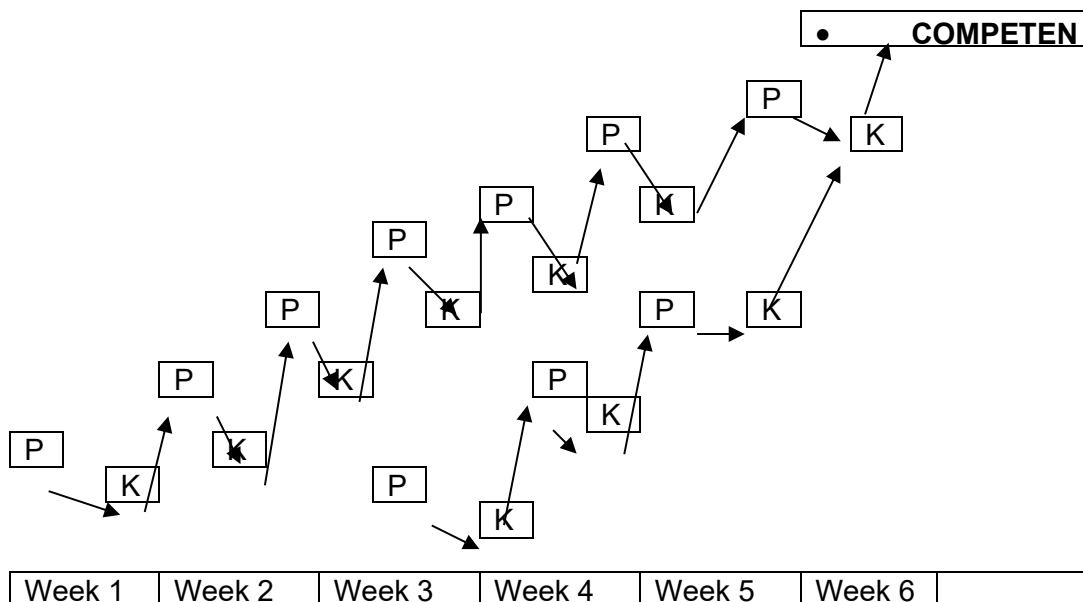 • COMPETEN
P
P K
P K
P K
P K P K
P P K
P K K
P K
P K
K
Week 1 Week 2 Week 3 Week 4 Week 5 Week 6